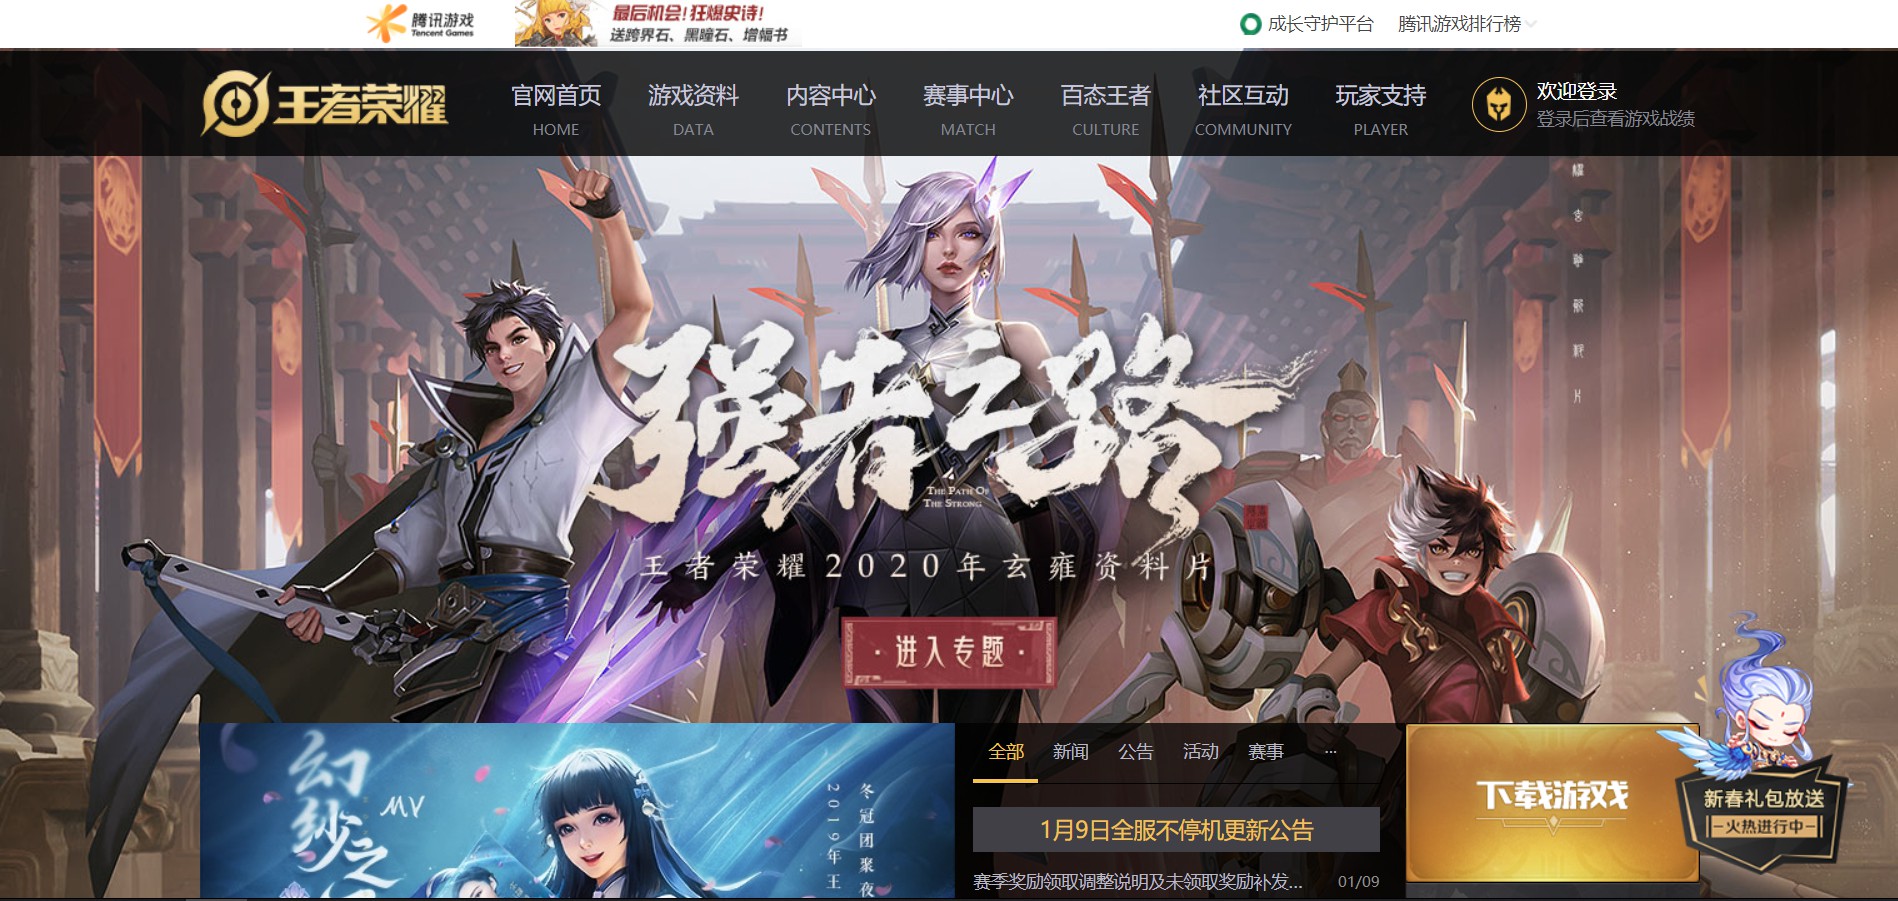 腾讯游戏
Tencent Games
最后机会!狂爆史诗!
送跨界石、黑瞳石、增幅书
成长守护平台
腾讯游戏排行榜
王者荣耀
官网首页
HOME
游戏资料
DATA
内容中心
CONTENTS
赛事中心
MATCH
百态王者
CULTURE
社区互动
COMMUNITY
玩家支持
PLAYER
欢迎登录
登录后查看游戏战绩
强者之路
THE PATH OF
THE STRONG
王者荣耀2020年玄雍资料片
·进入专题·
幻纱之
MV
冬冠团聚夜
2019年王
全部
新闻
公告
活动
赛事
...
1月9日全服不停机更新公告
赛季奖励领取调整说明及未领取奖励补发...
01/09
下载游戏
新春礼包放送
火热进行中